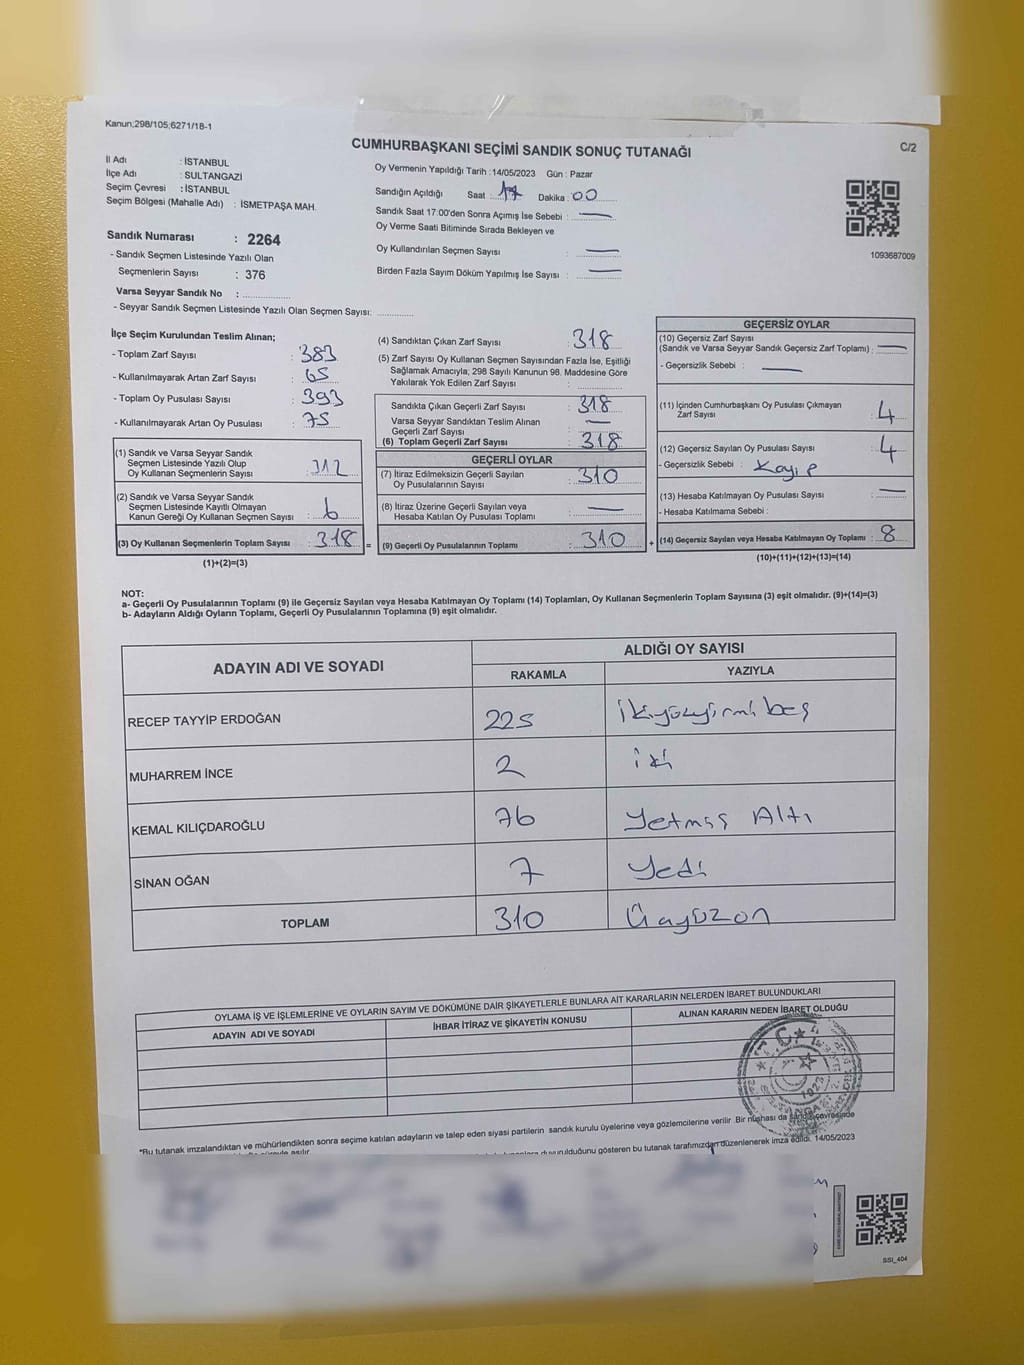 Kanun;298/105;6271/18-1
CUMHURBAŞKANI SEÇİMİ SANDIK SONUÇ TUTANAĞI
C/2
İl Adı : İSTANBUL
İlçe Adı : SULTANGAZİ
Seçim Çevresi : İSTANBUL
Seçim Bölgesi (Mahalle Adı) : İSMETPAŞA MAH.
Sandık Numarası : 2264
- Sandık Seçmen Listesinde Yazılı Olan
Seçmenlerin Sayısı : 376
Varsa Seyyar Sandık No :
- Seyyar Sandık Seçmen Listesinde Yazılı Olan Seçmen Sayısı:
Oy Vermenin Yapıldığı Tarih :14/05/2023 Gün : Pazar
Sandığın Açıldığı Saat : 17 Dakika : 00
Sandık Saat 17.00'den Sonra Açımış İse Sebebi : —
Oy Verme Saati Bitiminde Sırada Bekleyen ve
Oy Kullandırılan Seçmen Sayısı : —
Birden Fazla Sayım Döküm Yapılmış İse Sayısı : —
1093687009
İlçe Seçim Kurulundan Teslim Alınan;
- Toplam Zarf Sayısı : 383
- Kullanılmayarak Artan Zarf Sayısı : 65
- Toplam Oy Pusulası Sayısı : 393
- Kullanılmayarak Artan Oy Pusulası : 75
(1) Sandık ve Varsa Seyyar Sandık
Seçmen Listesinde Yazılı Olup
Oy Kullanan Seçmenlerin Sayısı : 312
(2) Sandık ve Varsa Seyyar Sandık
Seçmen Listesinde Kayıtlı Olmayan
Kanun Gereği Oy Kullanan Seçmen Sayısı : 6
(3) Oy Kullanan Seçmenlerin Toplam Sayısı : 318 =
(1)+(2)=(3)
(4) Sandıktan Çıkan Zarf Sayısı : 318
(5) Zarf Sayısı Oy Kullanan Seçmen Sayısından Fazla İse, Eşitliği
Sağlamak Amacıyla; 298 Sayılı Kanunun 98. Maddesine Göre
Yakılarak Yok Edilen Zarf Sayısı :
Sandıkta Çıkan Geçerli Zarf Sayısı : 318
Varsa Seyyar Sandıktan Teslim Alınan
Geçerli Zarf Sayısı : —
(6) Toplam Geçerli Zarf Sayısı : 318
GEÇERLİ OYLAR
(7) İtiraz Edilmeksizin Geçerli Sayılan
Oy Pusulalarının Sayısı : 310
(8) İtiraz Üzerine Geçerli Sayılan veya
Hesaba Katılan Oy Pusulası Toplamı : —
(9) Geçerli Oy Pusulalarının Toplamı : 310 +
GEÇERSİZ OYLAR
(10) Geçersiz Zarf Sayısı
(Sandık ve Varsa Seyyar Sandık Geçersiz Zarf Toplamı) : —
- Geçersizlik Sebebi : —
(11) İçinden Cumhurbaşkanı Oy Pusulası Çıkmayan
Zarf Sayısı : 4
(12) Geçersiz Sayılan Oy Pusulası Sayısı : 4
- Geçersizlik Sebebi : Kayıp
(13) Hesaba Katılmayan Oy Pusulası Sayısı : —
- Hesaba Katılmama Sebebi :
(14) Geçersiz Sayılan veya Hesaba Katılmayan Oy Toplamı : 8
(10)+(11)+(12)+(13)=(14)
NOT:
a- Geçerli Oy Pusulalarının Toplamı (9) ile Geçersiz Sayılan veya Hesaba Katılmayan Oy Toplamı (14) Toplamları, Oy Kullanan Seçmenlerin Toplam Sayısına (3) eşit olmalıdır. (9)+(14)=(3)
b- Adayların Aldığı Oyların Toplamı, Geçerli Oy Pusulalarının Toplamına (9) eşit olmalıdır.
ADAYIN ADI VE SOYADI
ALDIĞI OY SAYISI
RAKAMLA YAZIYLA
RECEP TAYYİP ERDOĞAN 225 ikiyüzyirmi beş
MUHARREM İNCE 2 iki
KEMAL KILIÇDAROĞLU 76 Yetmiş Altı
SİNAN OĞAN 7 Yedi
TOPLAM 310 Üçyüzon
OYLAMA İŞ VE İŞLEMLERİNE VE OYLARIN SAYIM VE DÖKÜMÜNE DAİR ŞİKAYETLERLE BUNLARA AİT KARARLARIN NELERDEN İBARET BULUNDUKLARI
ADAYIN ADI VE SOYADI İHBAR İTİRAZ VE ŞİKAYETİN KONUSU ALINAN KARARIN NEDEN İBARET OLDUĞU
T.C.
1923
*Bu tutanak imzalandıktan ve mühürlendikten sonra seçime katılan adayların ve talep eden siyasi partilerin sandık kurulu üyelerine veya gözlemcilerine verilir Bir nüshası da sandık çevresinde
duyurulduğunu gösteren bu tutanak tarafımızdan düzenlenerek imza edildi. 14/05/2023
SSI_404